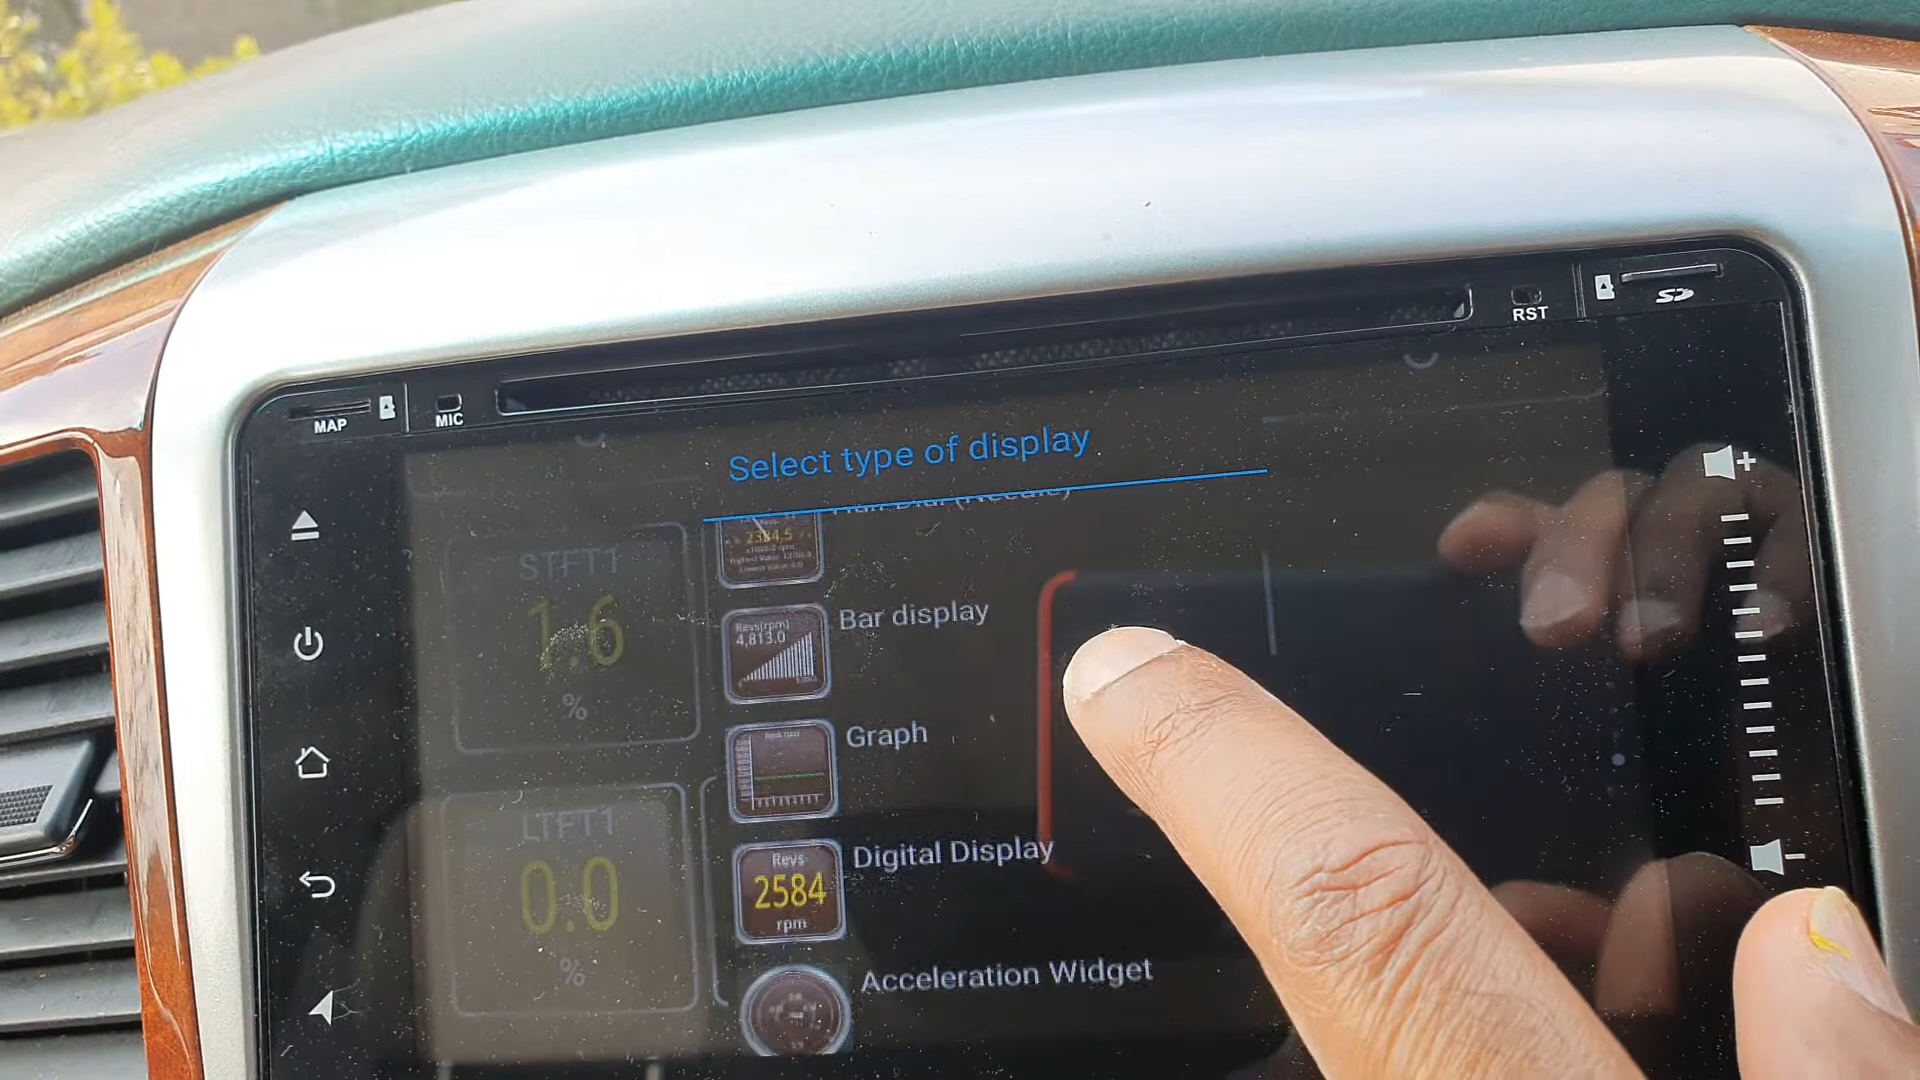 RST
MAP
MIC
Select type of display
2384.5
STFT1
1.6
%
Revs(rpm)
4,813.0
Bar display
Graph
LTFT1
0.0
%
Revs
2584
rpm
Digital Display
Acceleration Widget